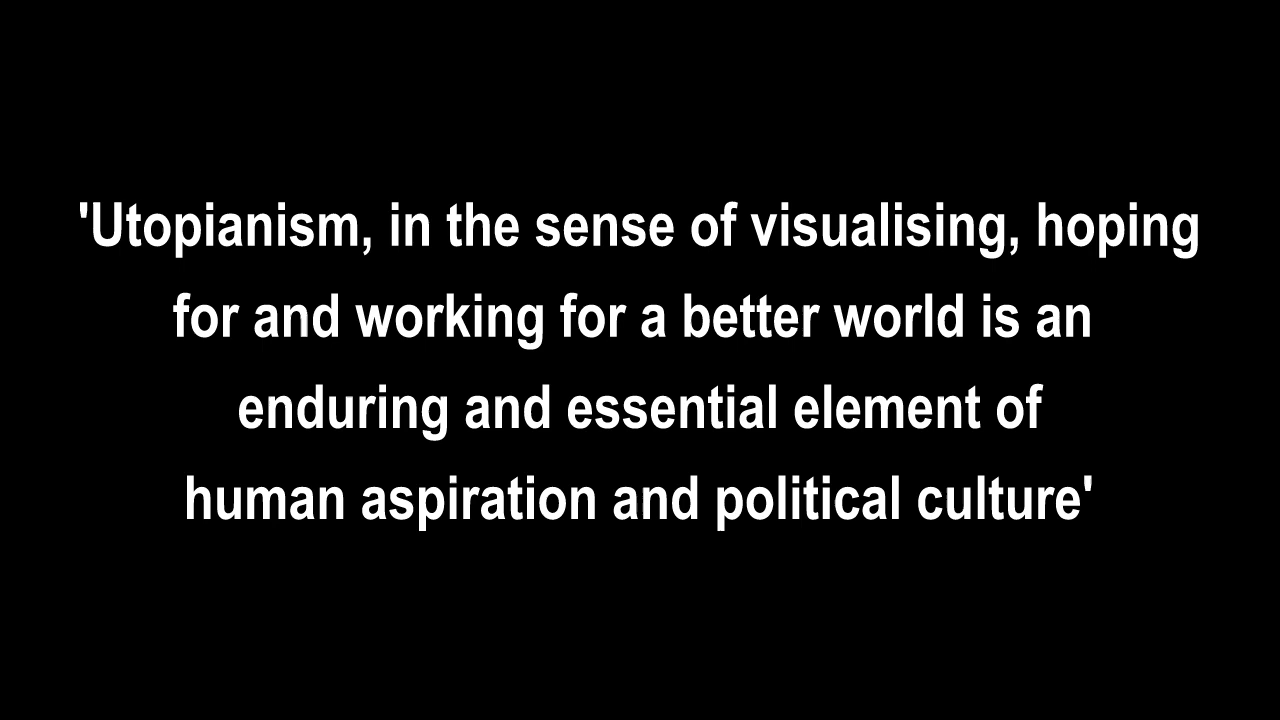 'Utopianism, in the sense of visualising, hoping
for and working for a better world is an
enduring and essential element of
human aspiration and political culture'